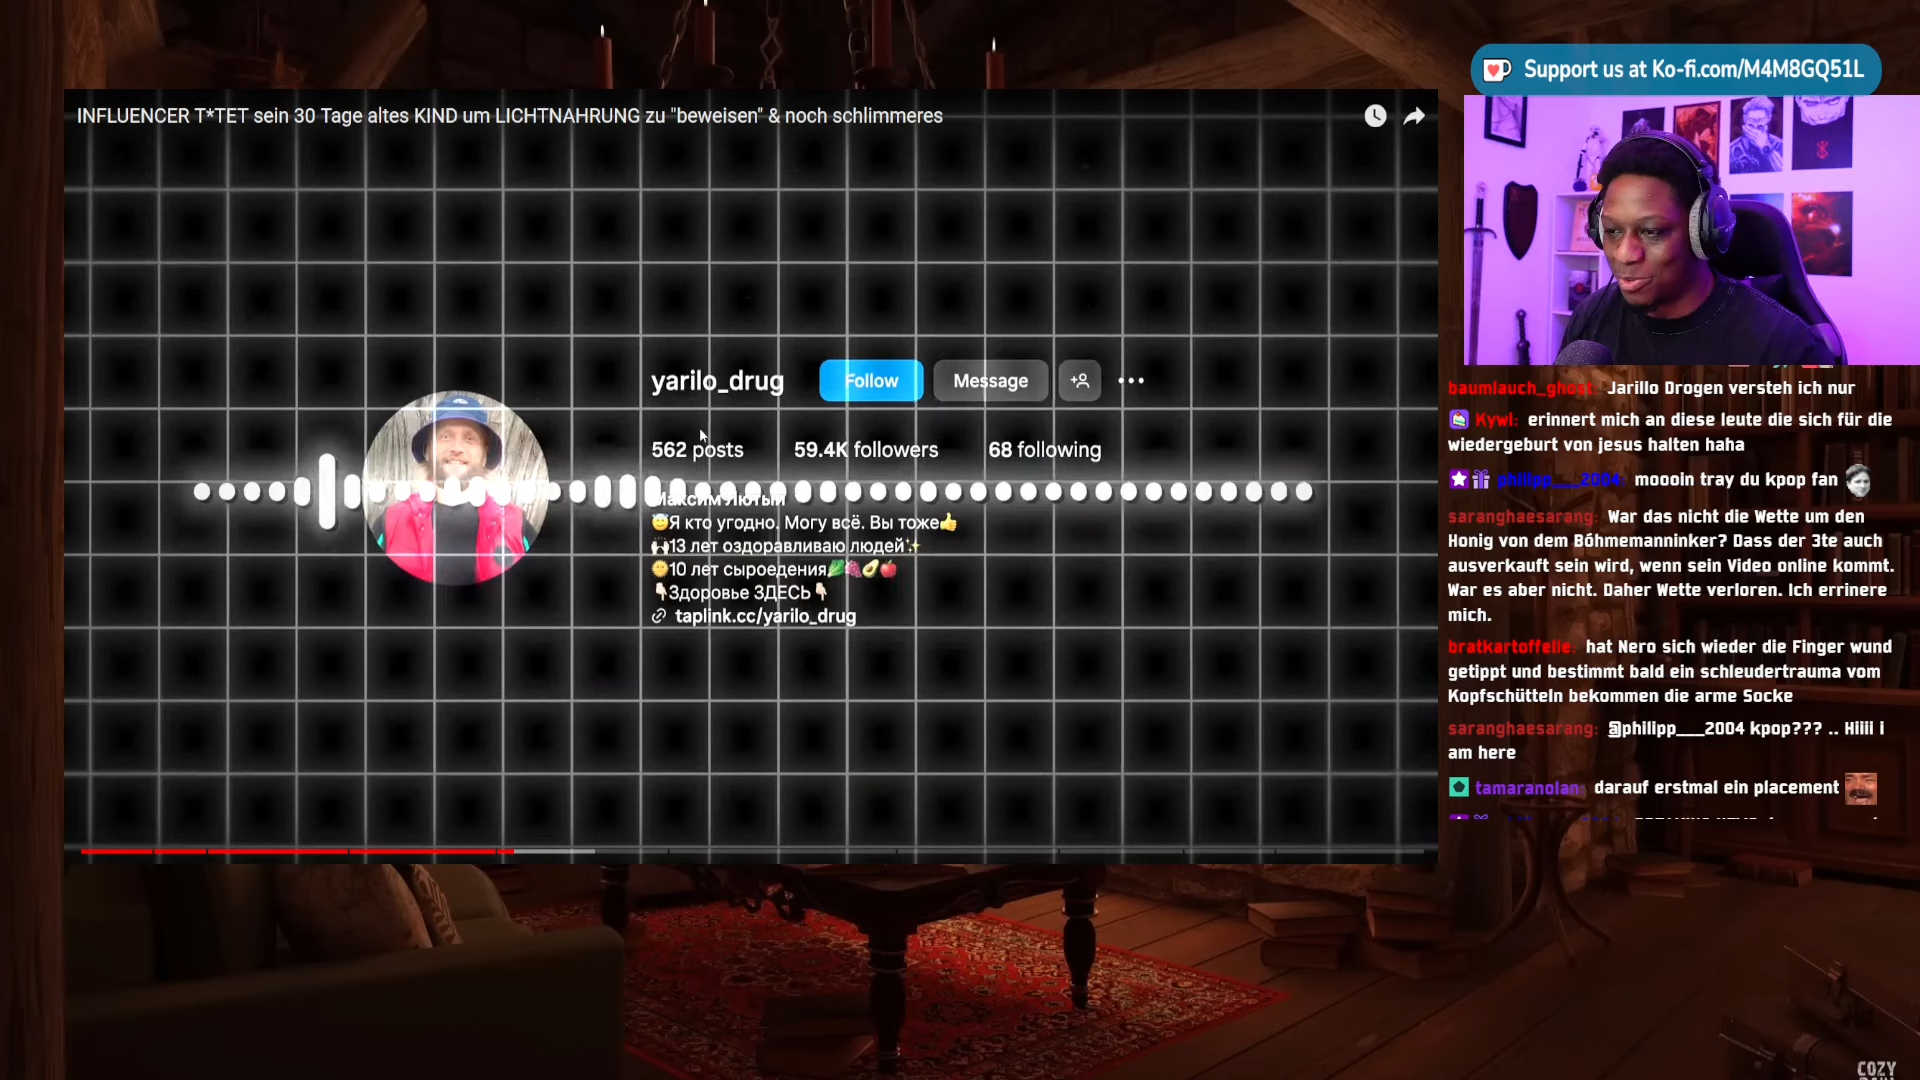 Support us at Ko-fi.com/M4M8GQ51L
INFLUENCER T*TET sein 30 Tage altes KIND um LICHTNAHRUNG zu "beweisen" & noch schlimmeres
yarilo_drug
Follow
Message
562 posts 59.4K followers 68 following
Максим Лютый
😇Я кто угодно. Могу всё. Вы тоже👍
🙌🏻13 лет оздоравливаю людей✨
🌞10 лет сыроедения🥬🍇🥑🍎
👇🏻Здоровье ЗДЕСЬ👇🏻
taplink.cc/yarilo_drug
baumlauch_ghost: Jarillo Drogen versteh ich nur
Kywi: erinnert mich an diese leute die sich für die
wiedergeburt von jesus halten haha
philipp___2004: moooin tray du kpop fan
saranghaesarang: War das nicht die Wette um den
Honig von dem Böhmemanninker? Dass der 3te auch
ausverkauft sein wird, wenn sein Video online kommt.
War es aber nicht. Daher Wette verloren. Ich errinere
mich.
bratkartoffelle: hat Nero sich wieder die Finger wund
getippt und bestimmt bald ein schleudertrauma vom
Kopfschütteln bekommen die arme Socke
saranghaesarang: @philipp___2004 kpop??? .. Hiiii i
am here
tamaranolan: darauf erstmal ein placement
COZY